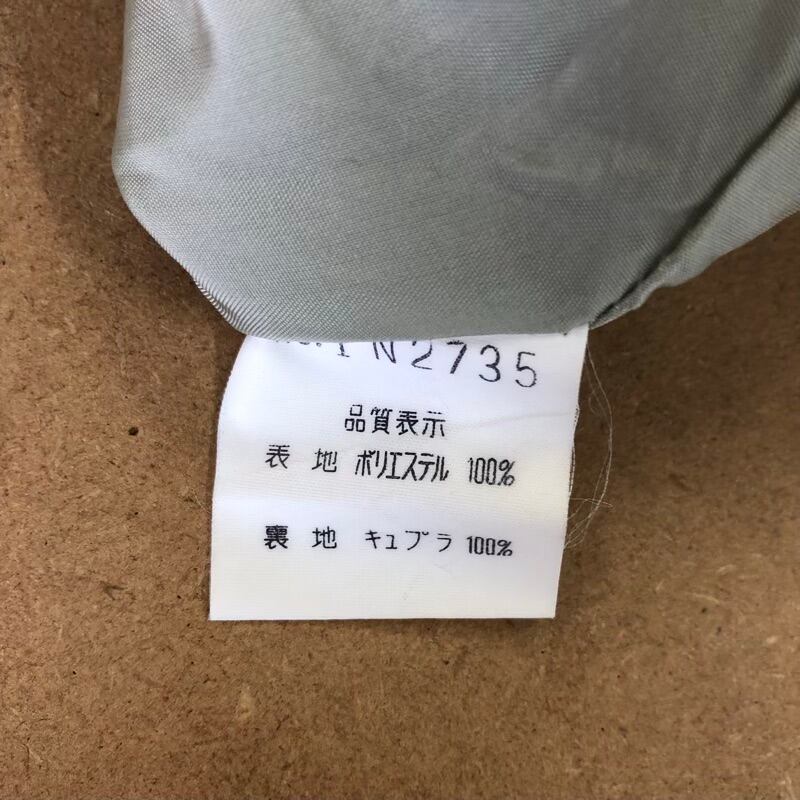 N2735
品質表示
表地 ポリエステル 100%
裏地 キュプラ 100%